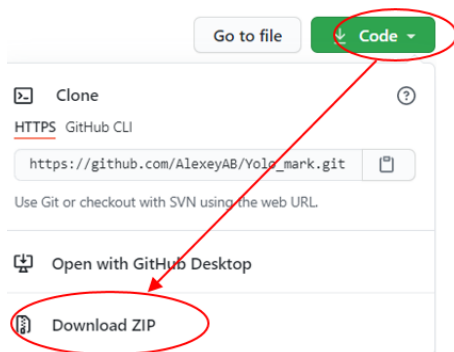 Go to file
Code
Clone
HTTPS GitHub CLI
https://github.com/AlexeyAB/Yolo_mark.git
Use Git or checkout with SVN using the web URL.
Open with GitHub Desktop
Download ZIP